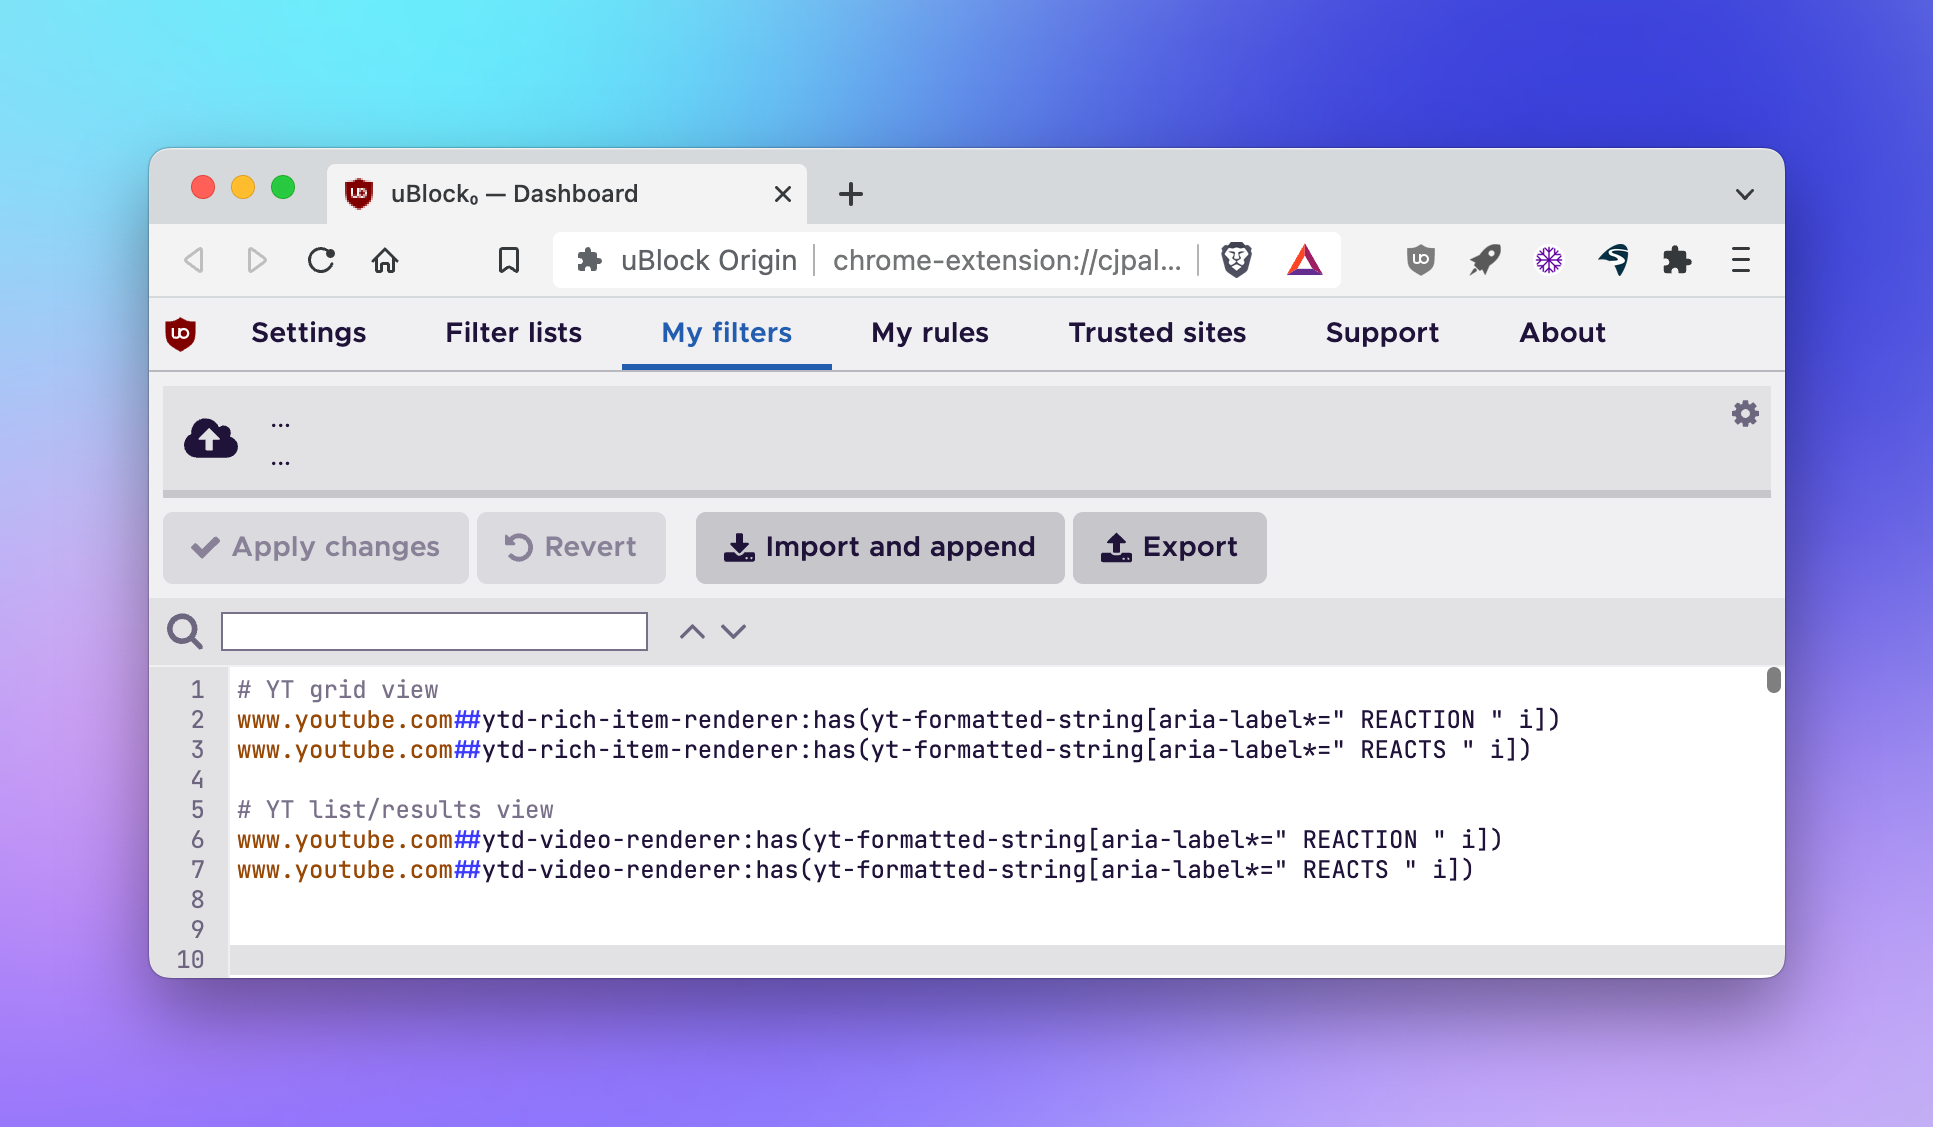 uBlock₀ — Dashboard
uBlock Origin | chrome-extension://cjpal...
Settings Filter lists My filters My rules Trusted sites Support About
...
...
Apply changes Revert Import and append Export
1 # YT grid view
2 www.youtube.com##ytd-rich-item-renderer:has(yt-formatted-string[aria-label*=" REACTION " i])
3 www.youtube.com##ytd-rich-item-renderer:has(yt-formatted-string[aria-label*=" REACTS " i])
4
5 # YT list/results view
6 www.youtube.com##ytd-video-renderer:has(yt-formatted-string[aria-label*=" REACTION " i])
7 www.youtube.com##ytd-video-renderer:has(yt-formatted-string[aria-label*=" REACTS " i])
8
9
10